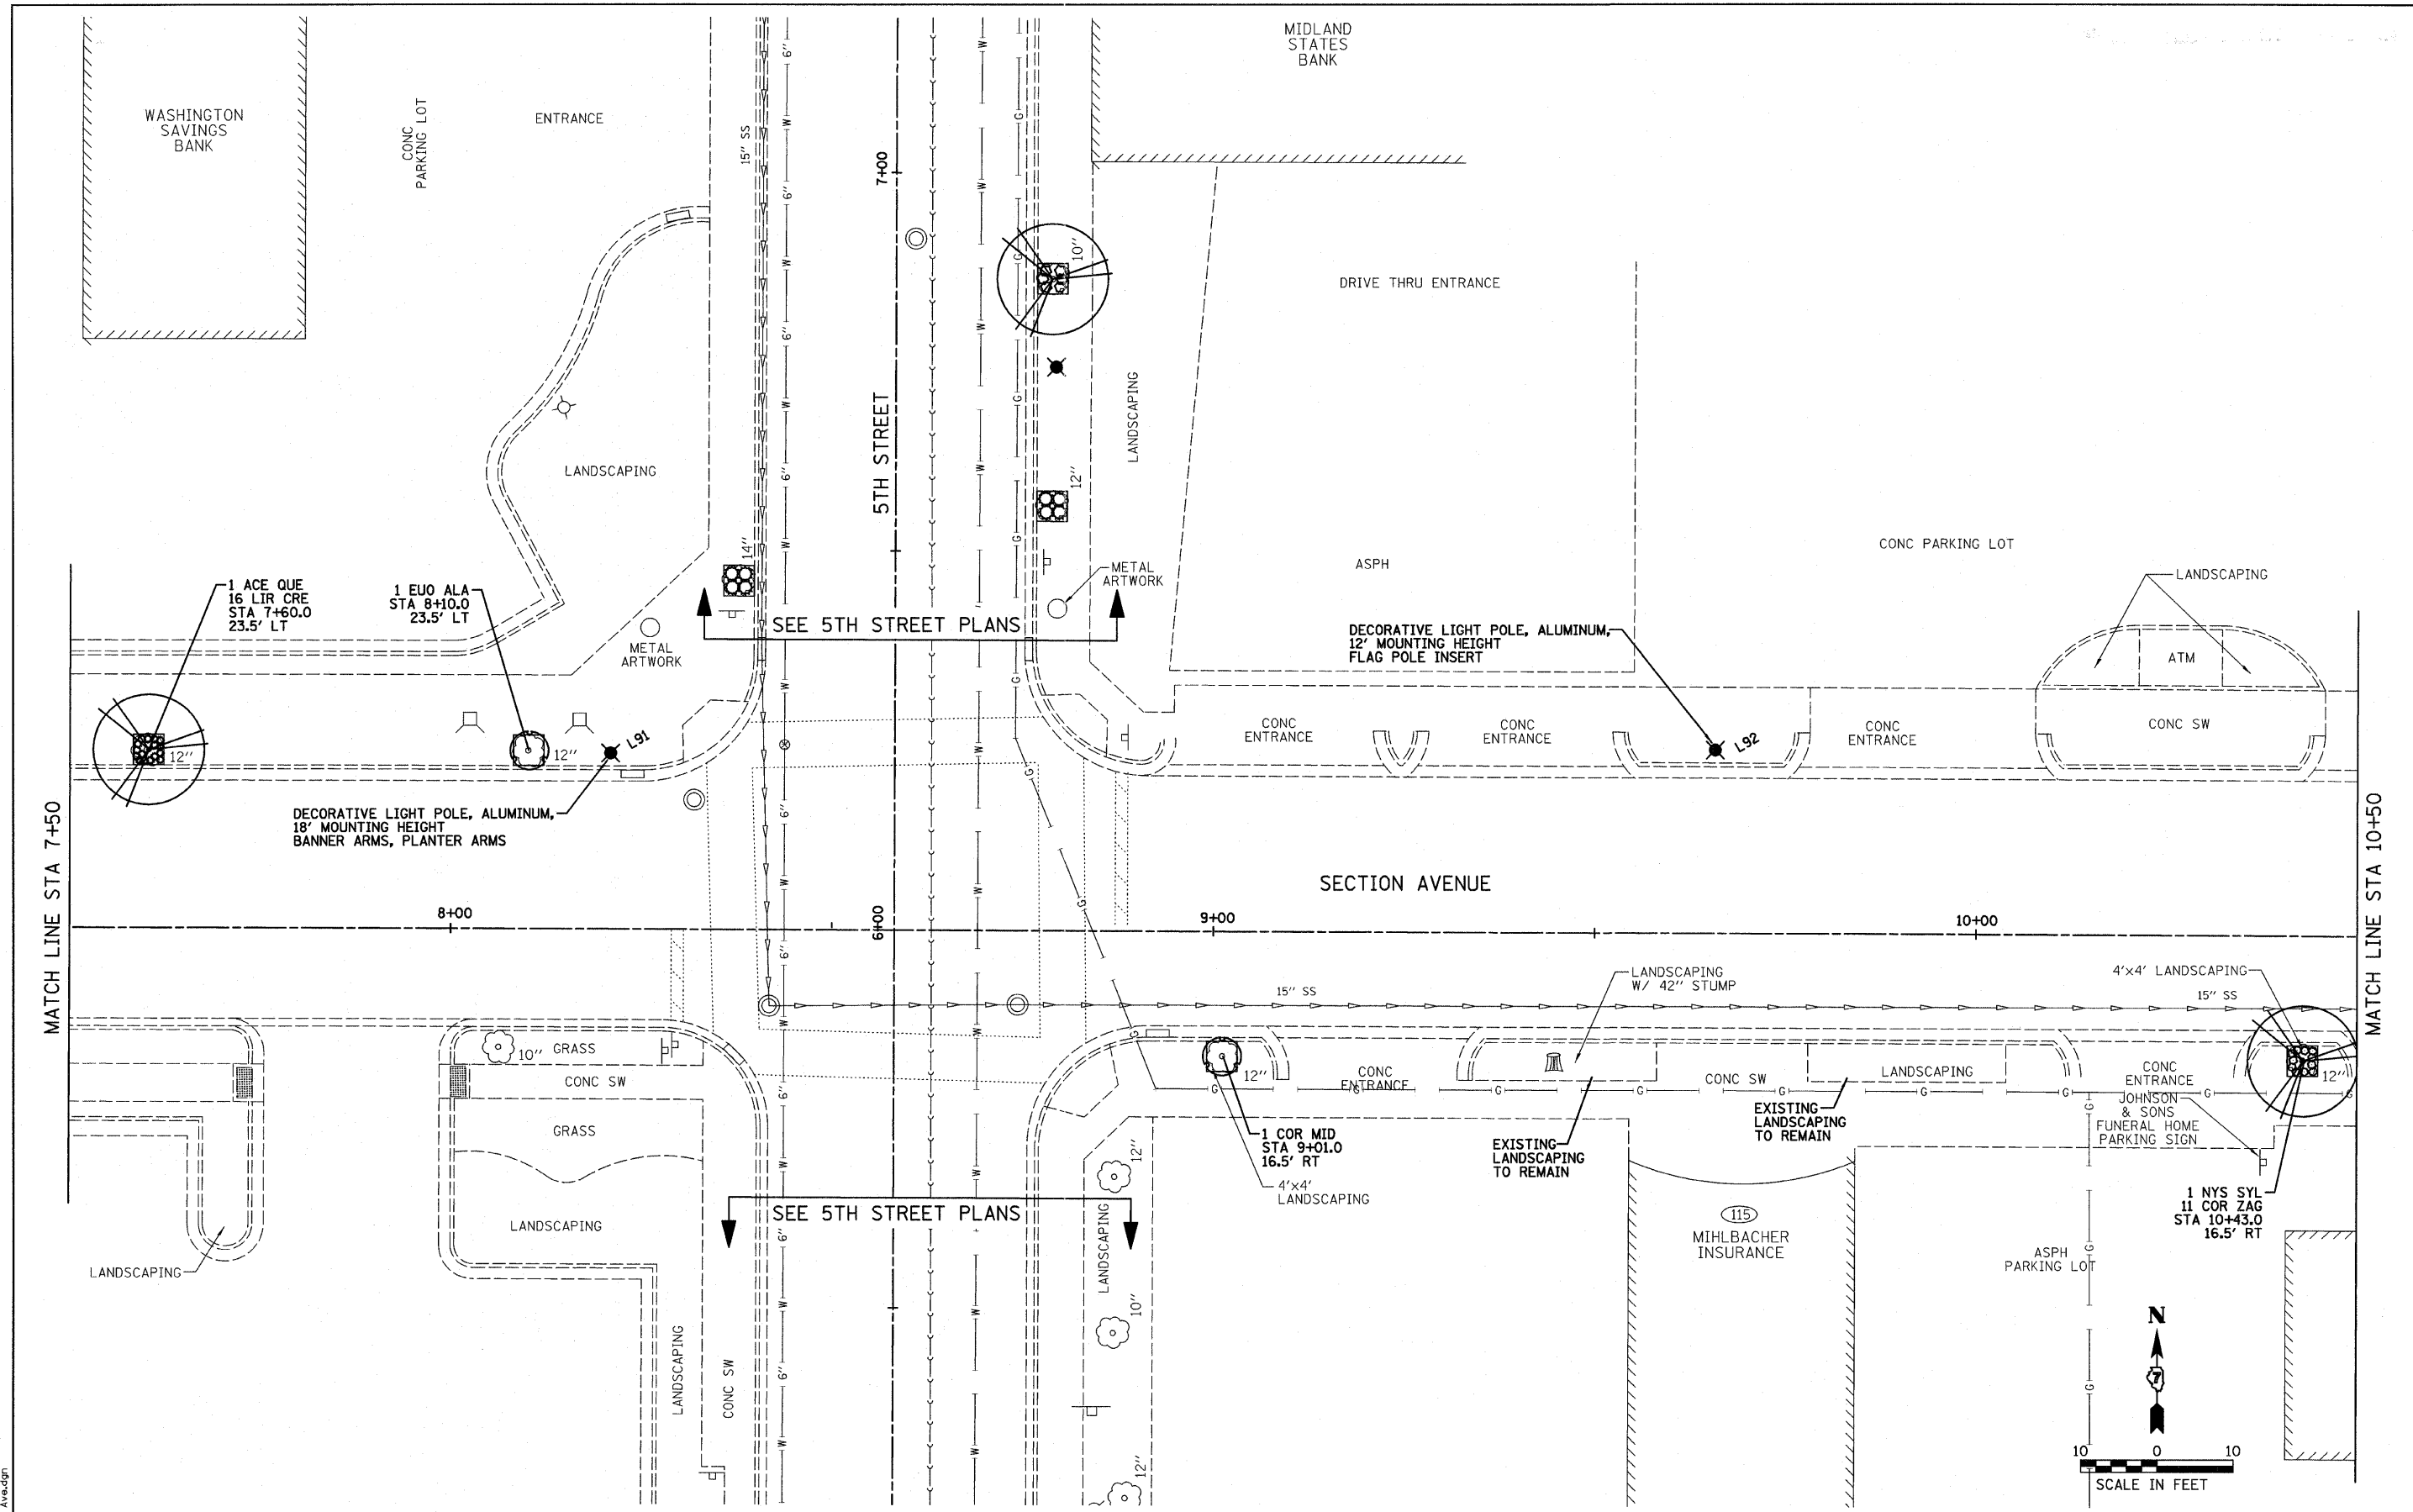 MIDLAND
STATES
BANK
WASHINGTON
SAVINGS
BANK
CONC
PARKING LOT
ENTRANCE
15" SS
6"
W
6"
W
6"
W
6"
W
6"
W
7+00
5TH STREET
W
W
W
W
W
G
G
G
G
G
G
10"
12"
LANDSCAPING
DRIVE THRU ENTRANCE
LANDSCAPING
14"
METAL
ARTWORK
ASPH
CONC PARKING LOT
LANDSCAPING
ATM
1 ACE QUE
16 LIR CRE
STA 7+60.0
23.5' LT
1 EUO ALA
STA 8+10.0
23.5' LT
METAL
ARTWORK
SEE 5TH STREET PLANS
DECORATIVE LIGHT POLE, ALUMINUM,
12' MOUNTING HEIGHT
FLAG POLE INSERT
12"
12"
L91
CONC
ENTRANCE
CONC
ENTRANCE
L92
CONC
ENTRANCE
CONC SW
DECORATIVE LIGHT POLE, ALUMINUM,
18' MOUNTING HEIGHT
BANNER ARMS, PLANTER ARMS
MATCH LINE STA 7+50
MATCH LINE STA 10+50
SECTION AVENUE
8+00
6+00
9+00
10+00
15" SS
LANDSCAPING
W/ 42" STUMP
4'x4' LANDSCAPING
15" SS
10"
GRASS
CONC SW
GRASS
LANDSCAPING
LANDSCAPING
LANDSCAPING
CONC SW
12"
CONC
ENTRANCE
CONC SW
LANDSCAPING
CONC
ENTRANCE
12"
1 COR MID
STA 9+01.0
16.5' RT
4'x4'
LANDSCAPING
EXISTING
LANDSCAPING
TO REMAIN
EXISTING
LANDSCAPING
TO REMAIN
JOHNSON
& SONS
FUNERAL HOME
PARKING SIGN
1 NYS SYL
11 COR ZAG
STA 10+43.0
16.5' RT
SEE 5TH STREET PLANS
12"
LANDSCAPING
10"
12"
115
MIHLBACHER
INSURANCE
ASPH
PARKING LOT
N
7
10 0 10
SCALE IN FEET
Ave.dgn